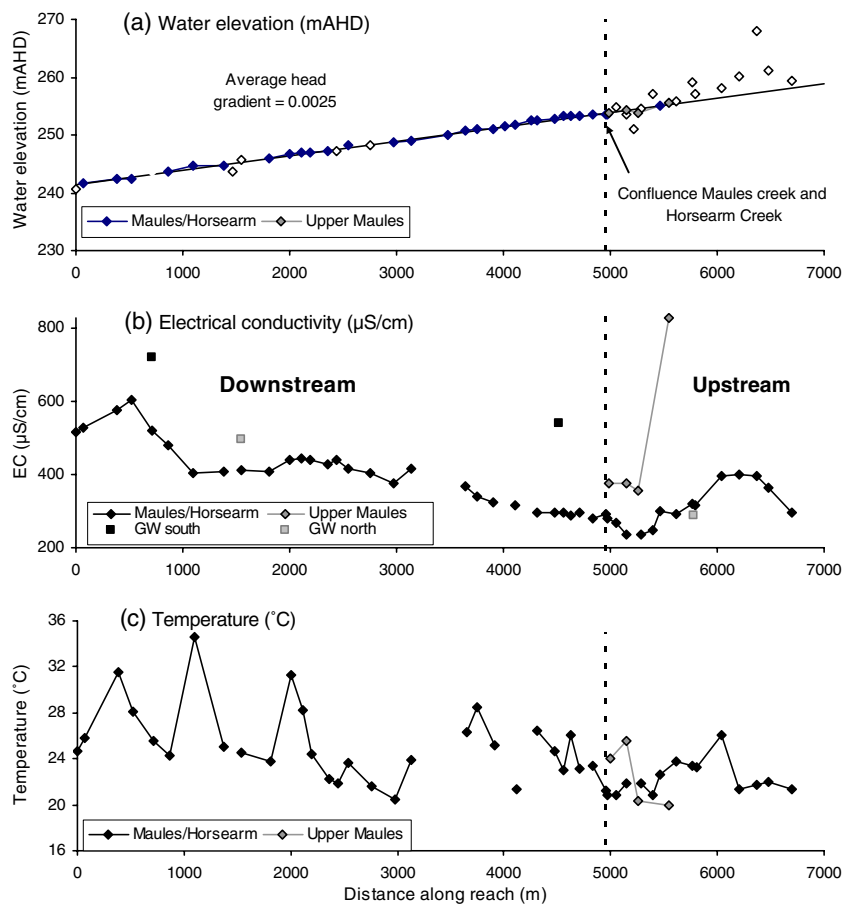 (a) Water elevation (mAHD)
Water elevation (mAHD)
270
260
250
240
230
Average head
gradient = 0.0025
Confluence Maules creek and
Horsearm Creek
Maules/Horsearm
Upper Maules
0 1000 2000 3000 4000 5000 6000 7000
(b) Electrical conductivity (µS/cm)
EC (µS/cm)
800
600
400
200
Downstream
Upstream
Maules/Horsearm
Upper Maules
GW south
GW north
0 1000 2000 3000 4000 5000 6000 7000
(c) Temperature (˚C)
Temperature (˚C)
36
32
28
24
20
16
Maules/Horsearm
Upper Maules
0 1000 2000 3000 4000 5000 6000 7000
Distance along reach (m)